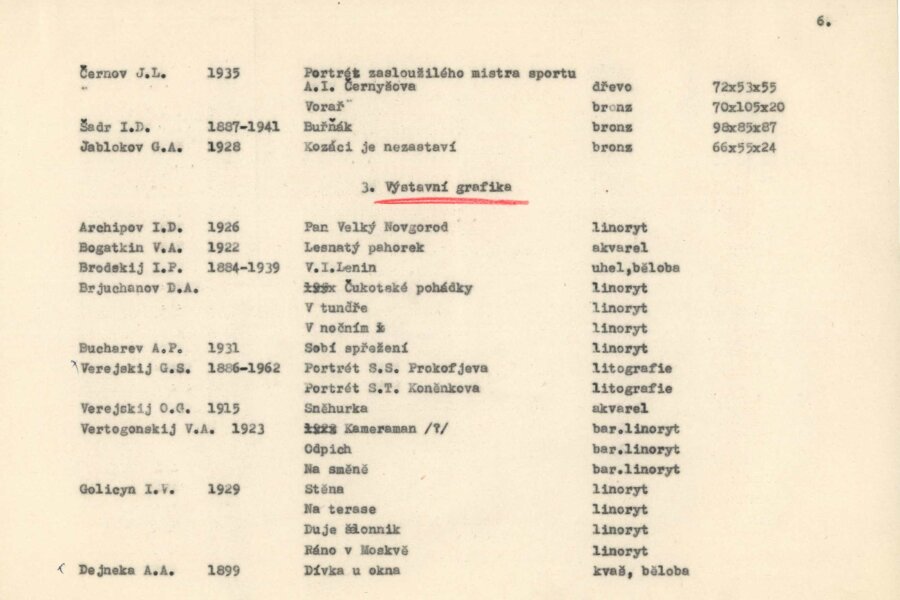 6.
Černov J.L. 1935 Portrét zasloužilého mistra sportu
" A.I. Černyšova dřevo 72x53x55
Vorař bronz 70x105x20
Šadr I.D. 1887-1941 Buřňák bronz 98x85x87
Jablokov G.A. 1928 Kozáci je nezastaví bronz 66x55x24
3. Výstavní grafika
Archipov I.D. 1926 Pan Velký Novgorod linoryt
Bogatkin V.A. 1922 Lesnatý pahorek akvarel
Brodskij I.P. 1884-1939 V.I.Lenin uhel,běloba
Brjuchanov D.A. Čukotské pohádky linoryt
V tundře linoryt
V nočním linoryt
Bucharev A.P. 1931 Sobí spřežení linoryt
Verejskij G.S. 1886-1962 Portrét S.S. Prokofjeva litografie
Portrét S.T. Koněnkova litografie
Verejskij O.G. 1915 Sněhurka akvarel
Vertogonskij V.A. 1923 Kameraman /?/ bar.linoryt
Odpich bar.linoryt
Na směně bar.linoryt
Golicyn I.V. 1929 Stěna linoryt
Na terase linoryt
Duje šlonnik linoryt
Ráno v Moskvě linoryt
Dejneka A.A. 1899 Dívka u okna kvaš, běloba